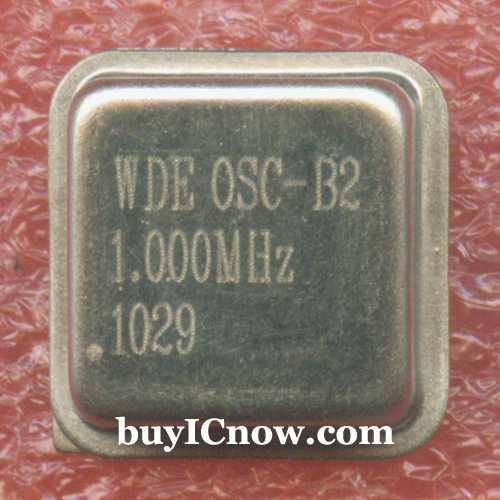 WDE OSC-B2
1.000MHz
1029
buyICnow.com